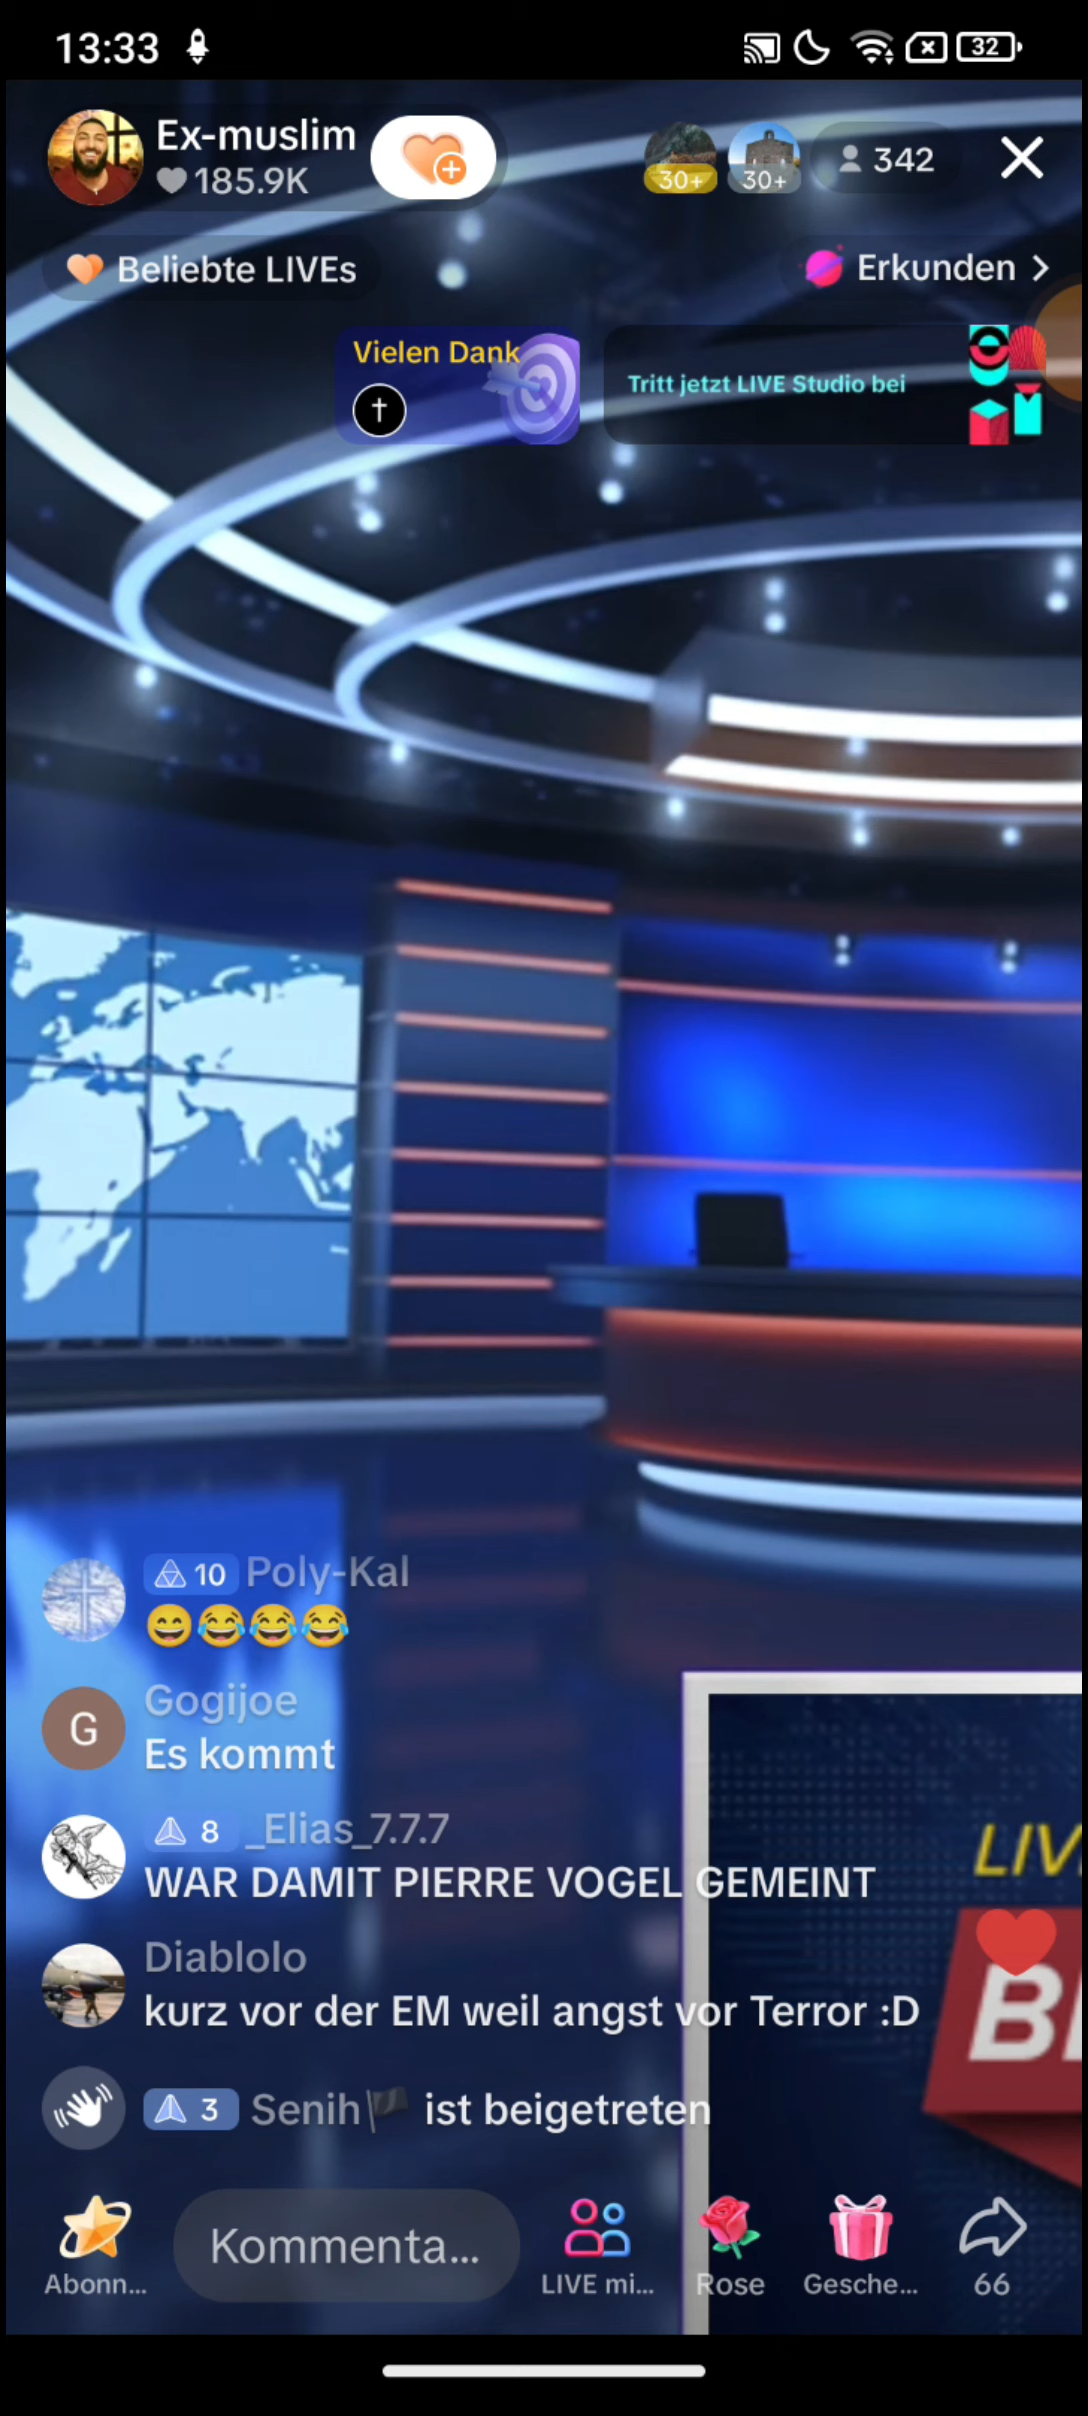 13:33
32
Ex-muslim
185.9K
30+
30+
342
Beliebte LIVEs
Erkunden
Vielen Dank
Tritt jetzt LIVE Studio bei
10 Poly-Kal
😄😂😂😂
Gogijoe
G
Es kommt
8 _Elias_7.7.7
WAR DAMIT PIERRE VOGEL GEMEINT
LIV
Diablolo
kurz vor der EM weil angst vor Terror :D
3 Senih🏴 ist beigetreten
Kommenta...
Abonn...
LIVE mi...
Rose
Gesche...
66